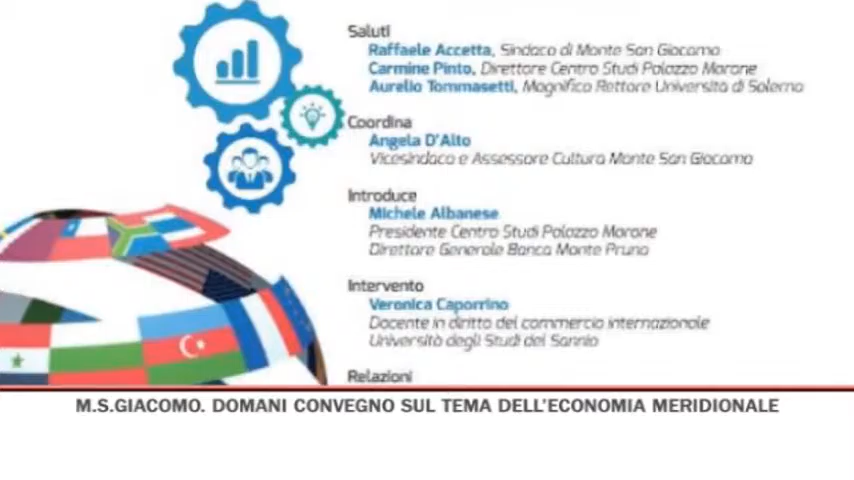 Saluti
Raffaele Accetta, Sindaco di Monte San Giacomo
Carmine Pinto, Direttore Centro Studi Palazzo Marone
Aurelio Tommasetti, Magnifico Rettore Università di Salerno
Coordina
Angela D'Alto
Vicesindaco e Assessore Cultura Monte San Giacomo
Introduce
Michele Albanese
Presidente Centro Studi Palazzo Marone
Direttore Generale Banca Monte Pruno
Intervento
Veronica Caporrino
Docente in diritto del commercio internazionale
Università degli Studi del Sannio
Relazioni
M.S.GIACOMO. DOMANI CONVEGNO SUL TEMA DELL'ECONOMIA MERIDIONALE